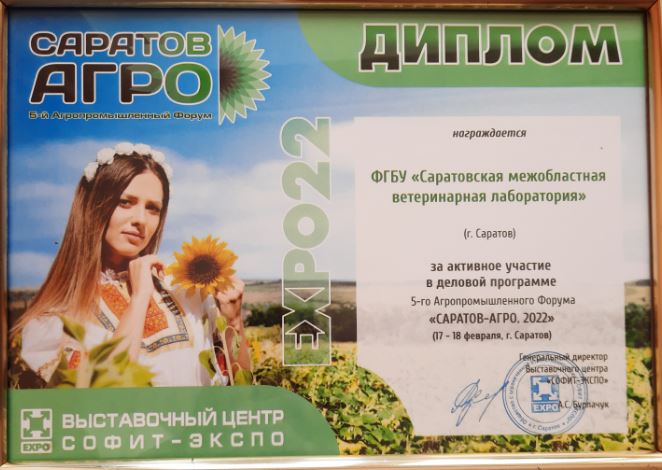 САРАТОВ
АГРО
5-й Агропромышленный Форум
EXPO22
ДИПЛОМ
награждается
ФГБУ «Саратовская межобластная
ветеринарная лаборатория»
(г. Саратов)
за активное участие
в деловой программе
5-го Агропромышленного Форума
«САРАТОВ-АГРО, 2022»
(17 - 18 февраля, г. Саратов)
Генеральный директор
Выставочного центра
«СОФИТ-ЭКСПО»
А.С. Бурлачук
EXPO
EXPO
ВЫСТАВОЧНЫЙ ЦЕНТР
СОФИТ-ЭКСПО